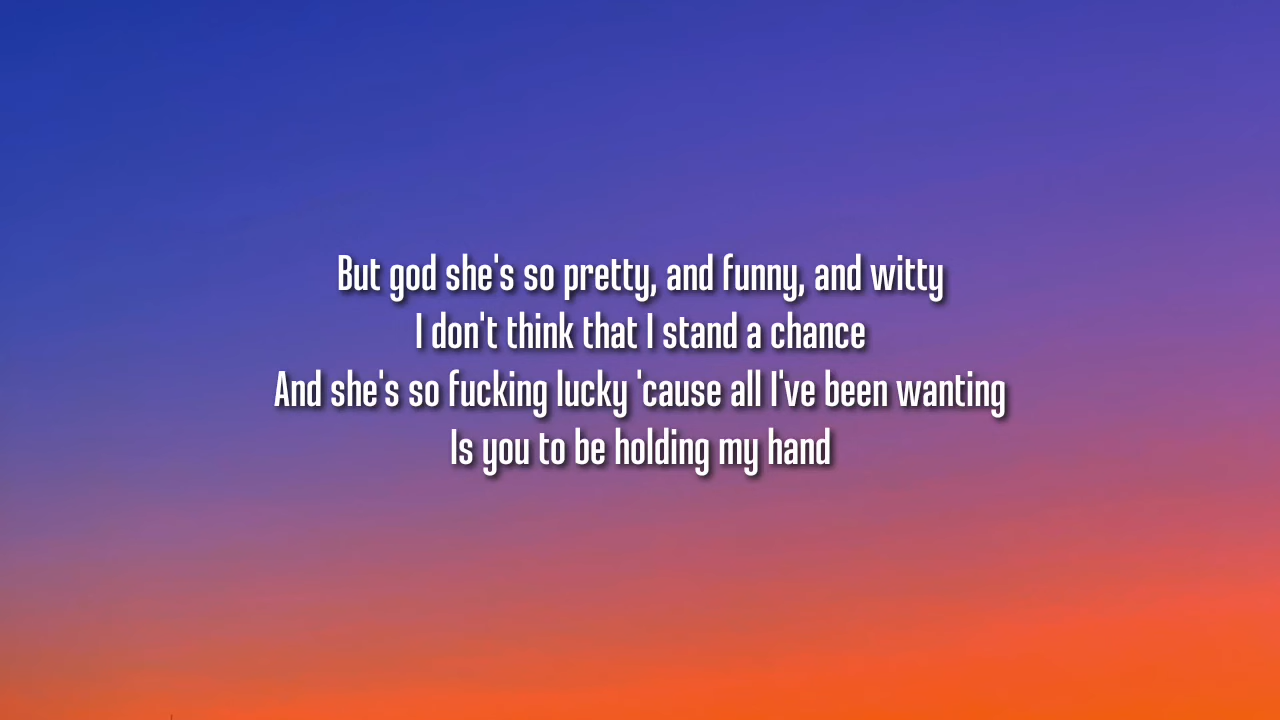 But god she's so pretty, and funny, and witty
I don't think that I stand a chance
And she's so fucking lucky 'cause all I've been wanting
Is you to be holding my hand